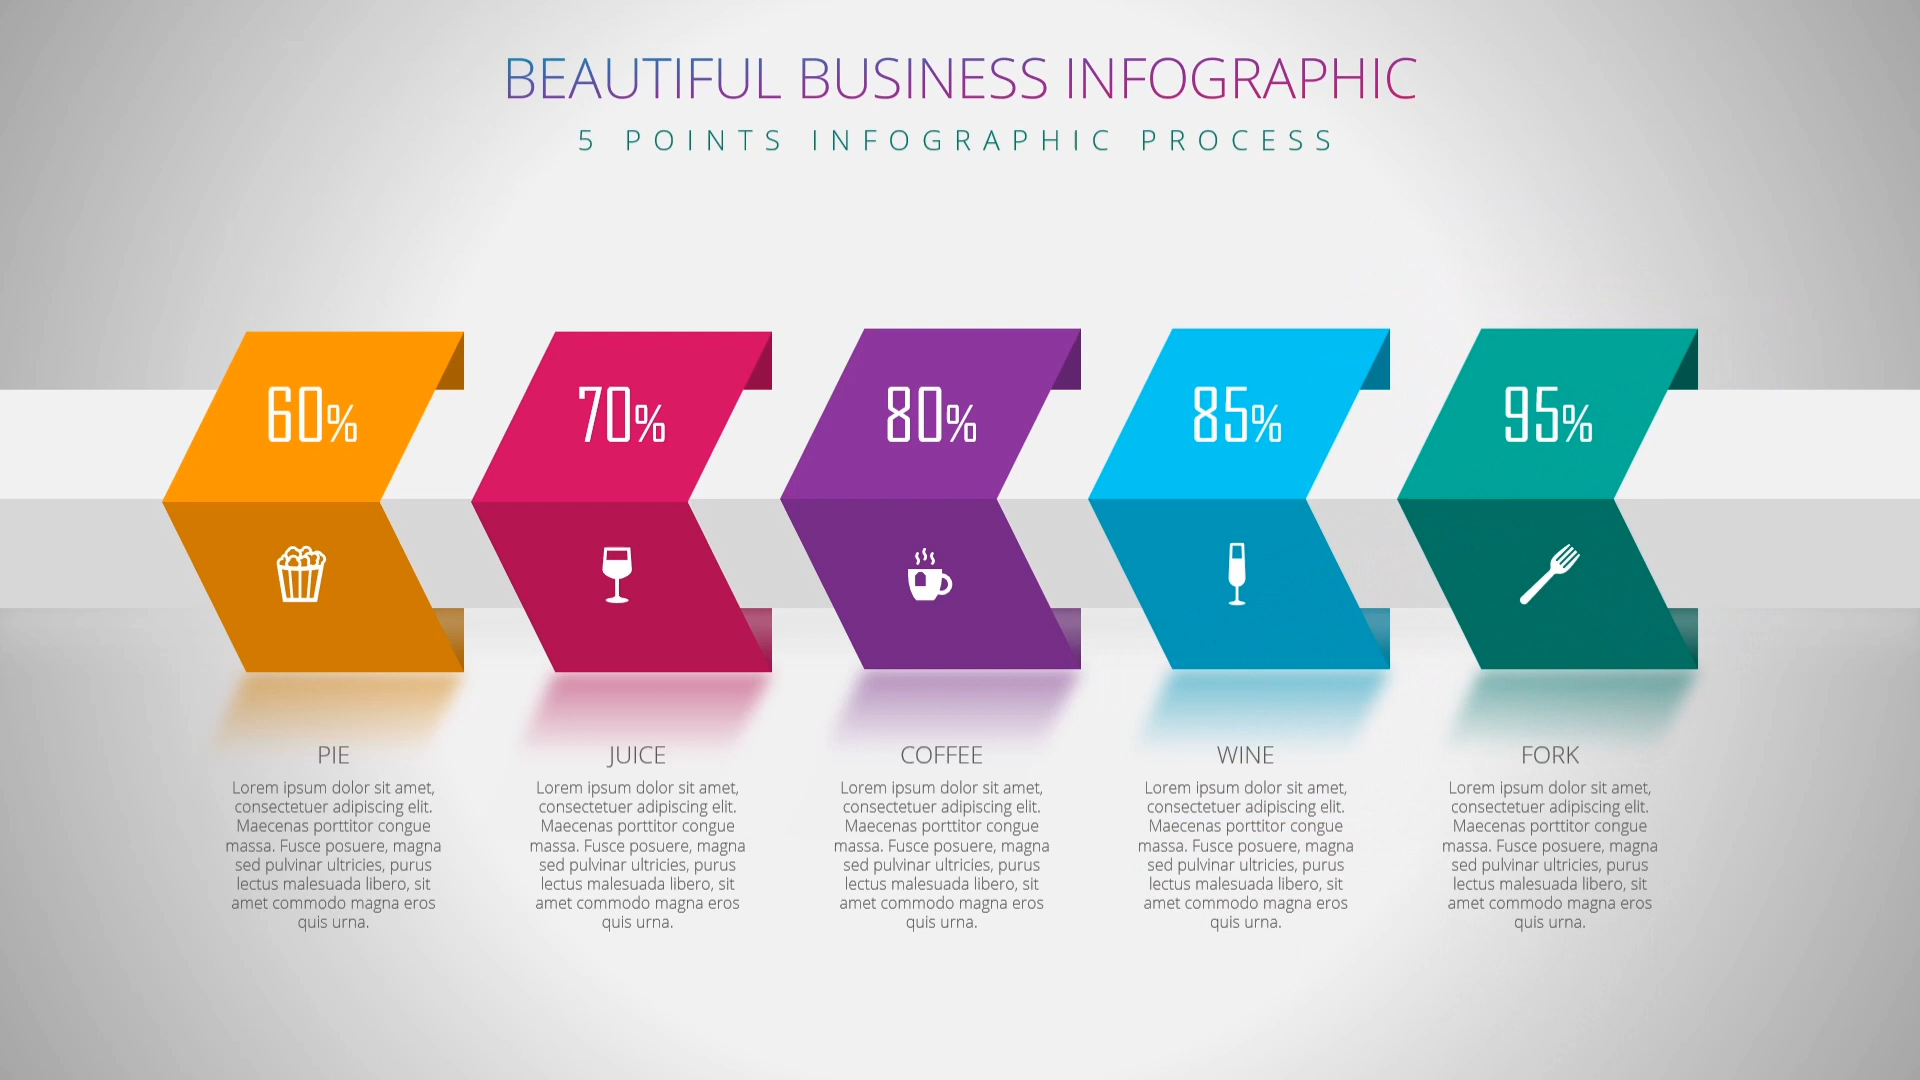 BEAUTIFUL BUSINESS INFOGRAPHIC
5 POINTS INFOGRAPHIC PROCESS
60%
70%
80%
85%
95%
PIE
Lorem ipsum dolor sit amet,
consectetuer adipiscing elit.
Maecenas porttitor congue
massa. Fusce posuere, magna
sed pulvinar ultricies, purus
lectus malesuada libero, sit
amet commodo magna eros
quis urna.
JUICE
Lorem ipsum dolor sit amet,
consectetuer adipiscing elit.
Maecenas porttitor congue
massa. Fusce posuere, magna
sed pulvinar ultricies, purus
lectus malesuada libero, sit
amet commodo magna eros
quis urna.
COFFEE
Lorem ipsum dolor sit amet,
consectetuer adipiscing elit.
Maecenas porttitor congue
massa. Fusce posuere, magna
sed pulvinar ultricies, purus
lectus malesuada libero, sit
amet commodo magna eros
quis urna.
WINE
Lorem ipsum dolor sit amet,
consectetuer adipiscing elit.
Maecenas porttitor congue
massa. Fusce posuere, magna
sed pulvinar ultricies, purus
lectus malesuada libero, sit
amet commodo magna eros
quis urna.
FORK
Lorem ipsum dolor sit amet,
consectetuer adipiscing elit.
Maecenas porttitor congue
massa. Fusce posuere, magna
sed pulvinar ultricies, purus
lectus malesuada libero, sit
amet commodo magna eros
quis urna.